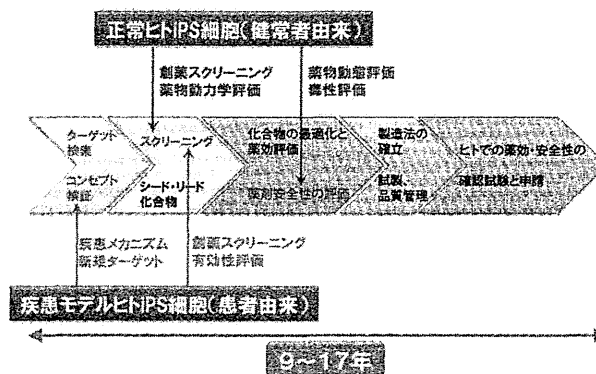 正常ヒトiPS細胞(健常者由来)
創薬スクリーニング
薬物動力学評価
薬物動態評価
毒性評価
ターゲット
検索
コンセプト
検証
スクリーニング
シード・リード
化合物
化合物の最適化と
薬効評価
薬剤安全性の評価
製造法の
確立
試製、
品質管理
ヒトでの薬効・安全性の
確認試験と申請
疾患メカニズム
新規ターゲット
創薬スクリーニング
有効性評価
疾患モデルヒトiPS細胞(患者由来)
9〜17年